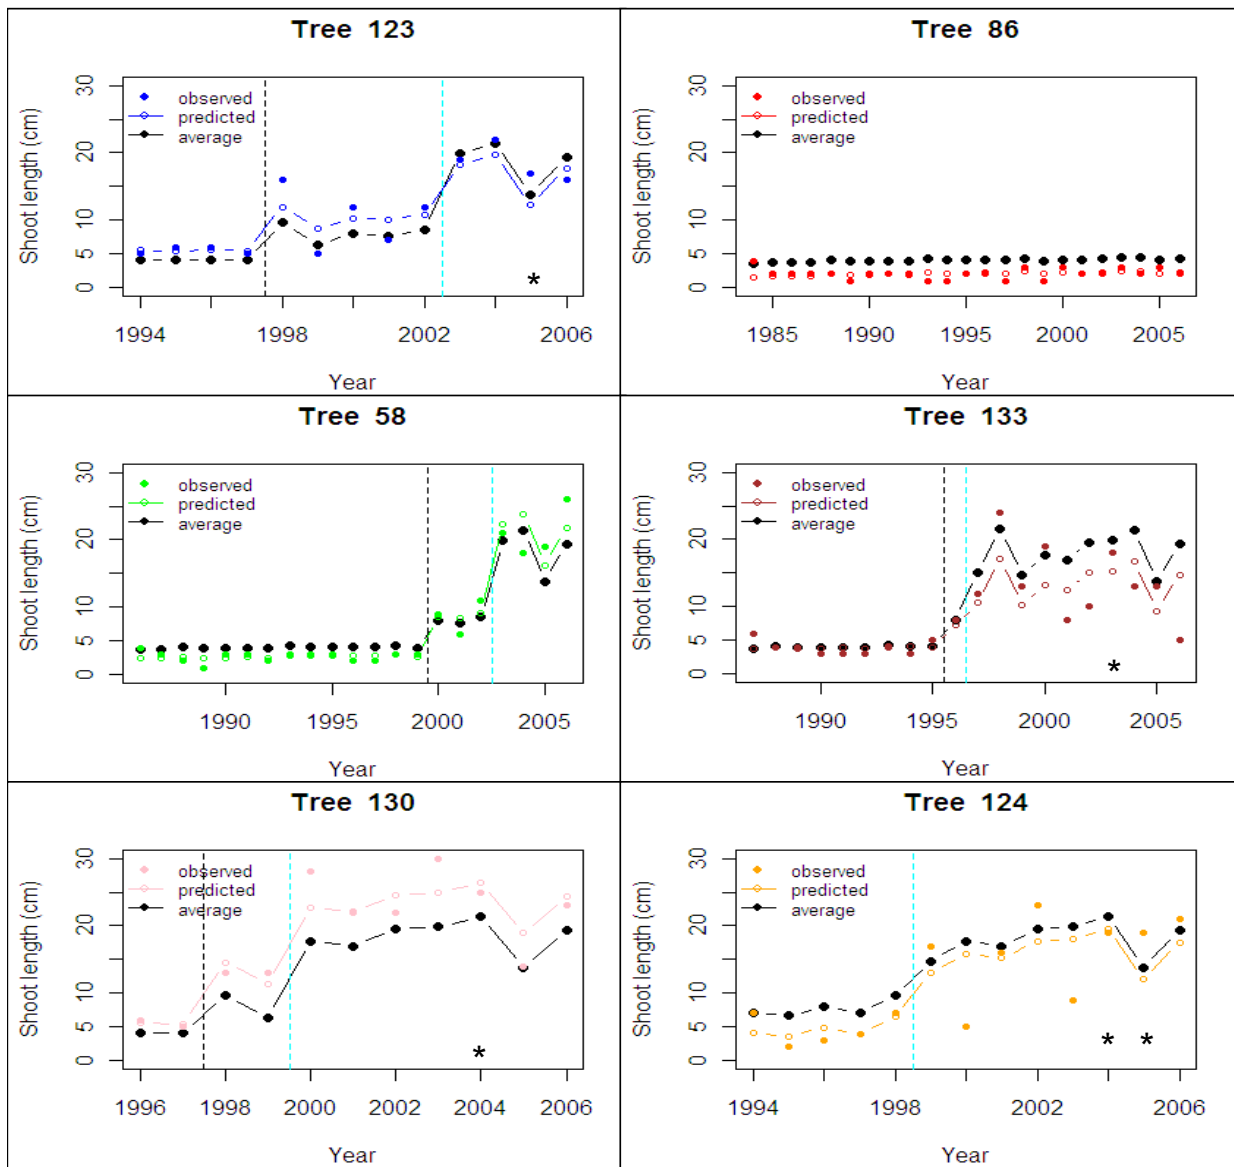 Tree 123
Shoot length (cm)
30
20
10
5
0
observed
predicted
average
*
1994 1998 2002 2006
Year
Tree 86
Shoot length (cm)
30
20
10
5
0
observed
predicted
average
1985 1990 1995 2000 2005
Year
Tree 58
Shoot length (cm)
30
20
10
5
0
observed
predicted
average
1990 1995 2000 2005
Year
Tree 133
Shoot length (cm)
30
20
10
5
0
observed
predicted
average
*
1990 1995 2000 2005
Year
Tree 130
Shoot length (cm)
30
20
10
5
0
observed
predicted
average
*
1996 1998 2000 2002 2004 2006
Year
Tree 124
Shoot length (cm)
30
20
10
5
0
observed
predicted
average
* *
1994 1998 2002 2006
Year